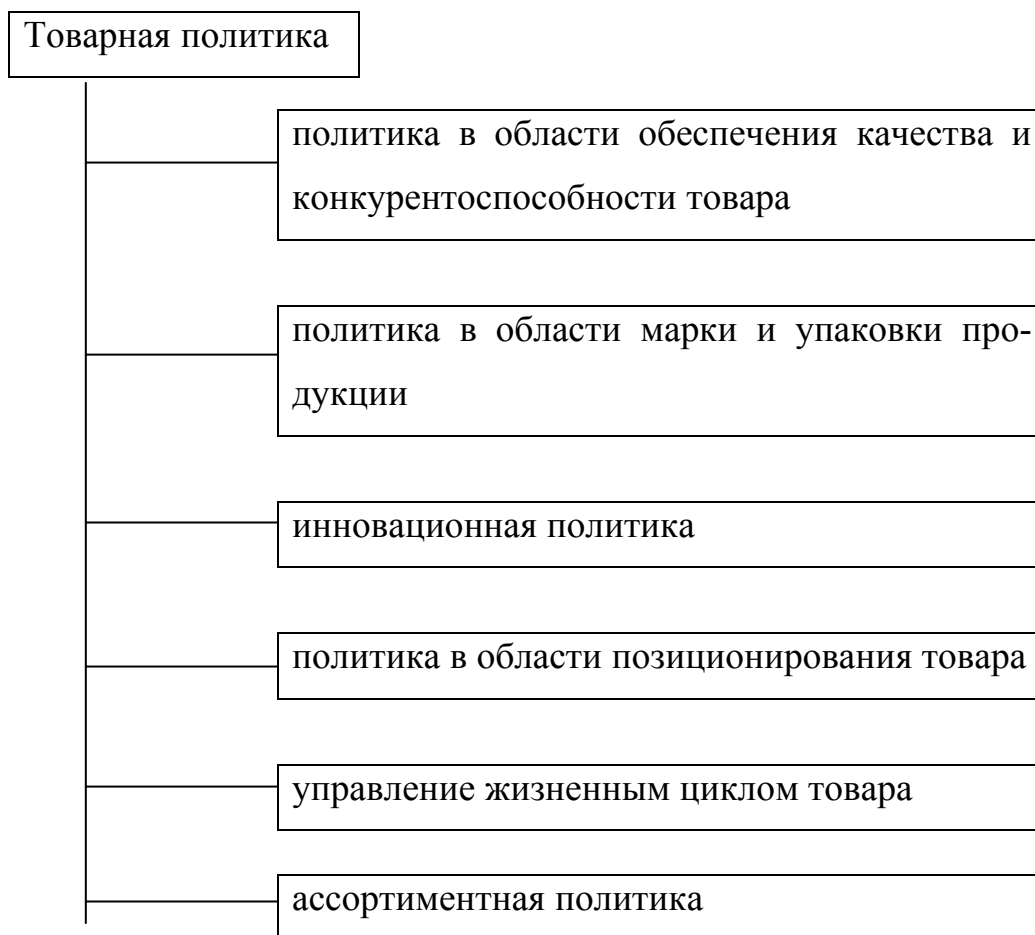 Товарная политика
политика в области обеспечения качества и
конкурентоспособности товара
политика в области марки и упаковки про-
дукции
инновационная политика
политика в области позиционирования товара
управление жизненным циклом товара
ассортиментная политика